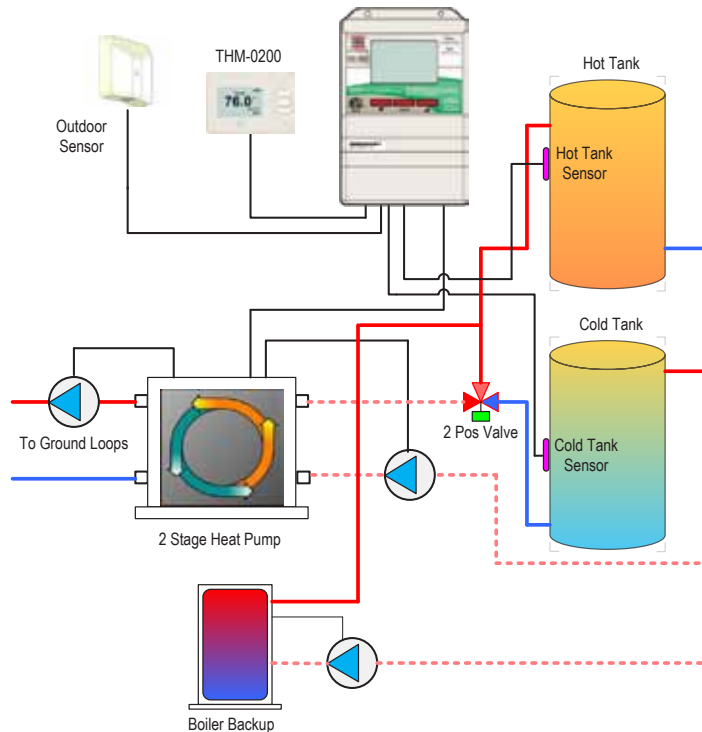 THM-0200
76.0
Hot Tank
Outdoor
Sensor
Hot Tank
Sensor
Cold Tank
To Ground Loops
2 Pos Valve
Cold Tank
Sensor
2 Stage Heat Pump
Boiler Backup